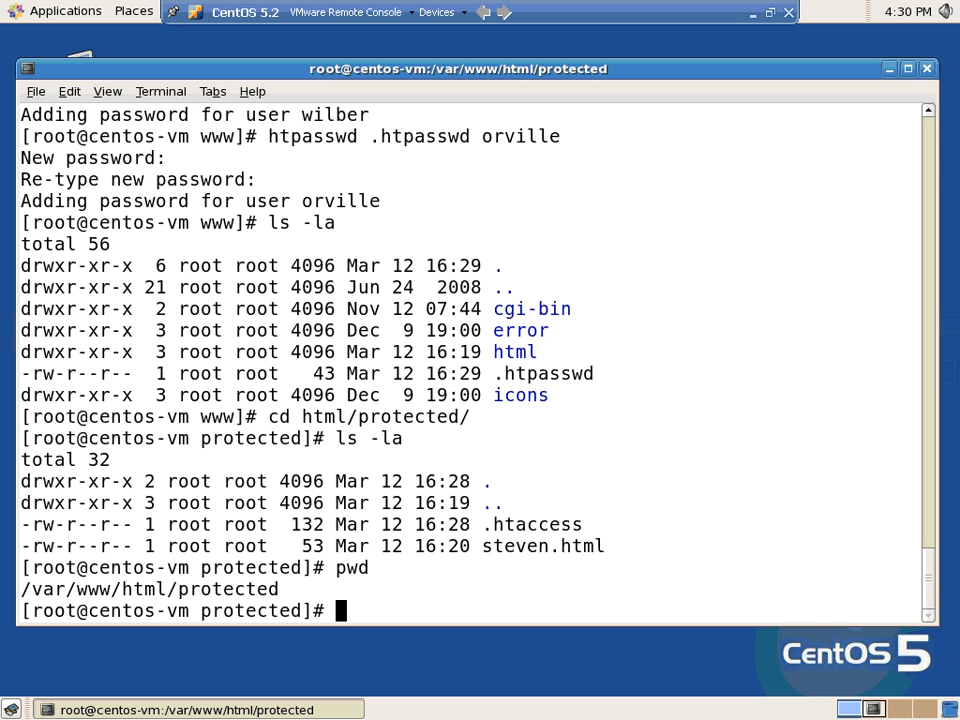 Applications Places CentOS 5.2 VMware Remote Console Devices 4:30 PM
root@centos-vm:/var/www/html/protected
File Edit View Terminal Tabs Help
Adding password for user wilber
[root@centos-vm www]# htpasswd .htpasswd orville
New password:
Re-type new password:
Adding password for user orville
[root@centos-vm www]# ls -la
total 56
drwxr-xr-x  6 root root 4096 Mar 12 16:29 .
drwxr-xr-x 21 root root 4096 Jun 24  2008 ..
drwxr-xr-x  2 root root 4096 Nov 12 07:44 cgi-bin
drwxr-xr-x  3 root root 4096 Dec  9 19:00 error
drwxr-xr-x  3 root root 4096 Mar 12 16:19 html
-rw-r--r--  1 root root   43 Mar 12 16:29 .htpasswd
drwxr-xr-x  3 root root 4096 Dec  9 19:00 icons
[root@centos-vm www]# cd html/protected/
[root@centos-vm protected]# ls -la
total 32
drwxr-xr-x 2 root root 4096 Mar 12 16:28 .
drwxr-xr-x 3 root root 4096 Mar 12 16:19 ..
-rw-r--r-- 1 root root  132 Mar 12 16:28 .htaccess
-rw-r--r-- 1 root root   53 Mar 12 16:20 steven.html
[root@centos-vm protected]# pwd
/var/www/html/protected
[root@centos-vm protected]#
CentOS 5
root@centos-vm:/var/www/html/protected